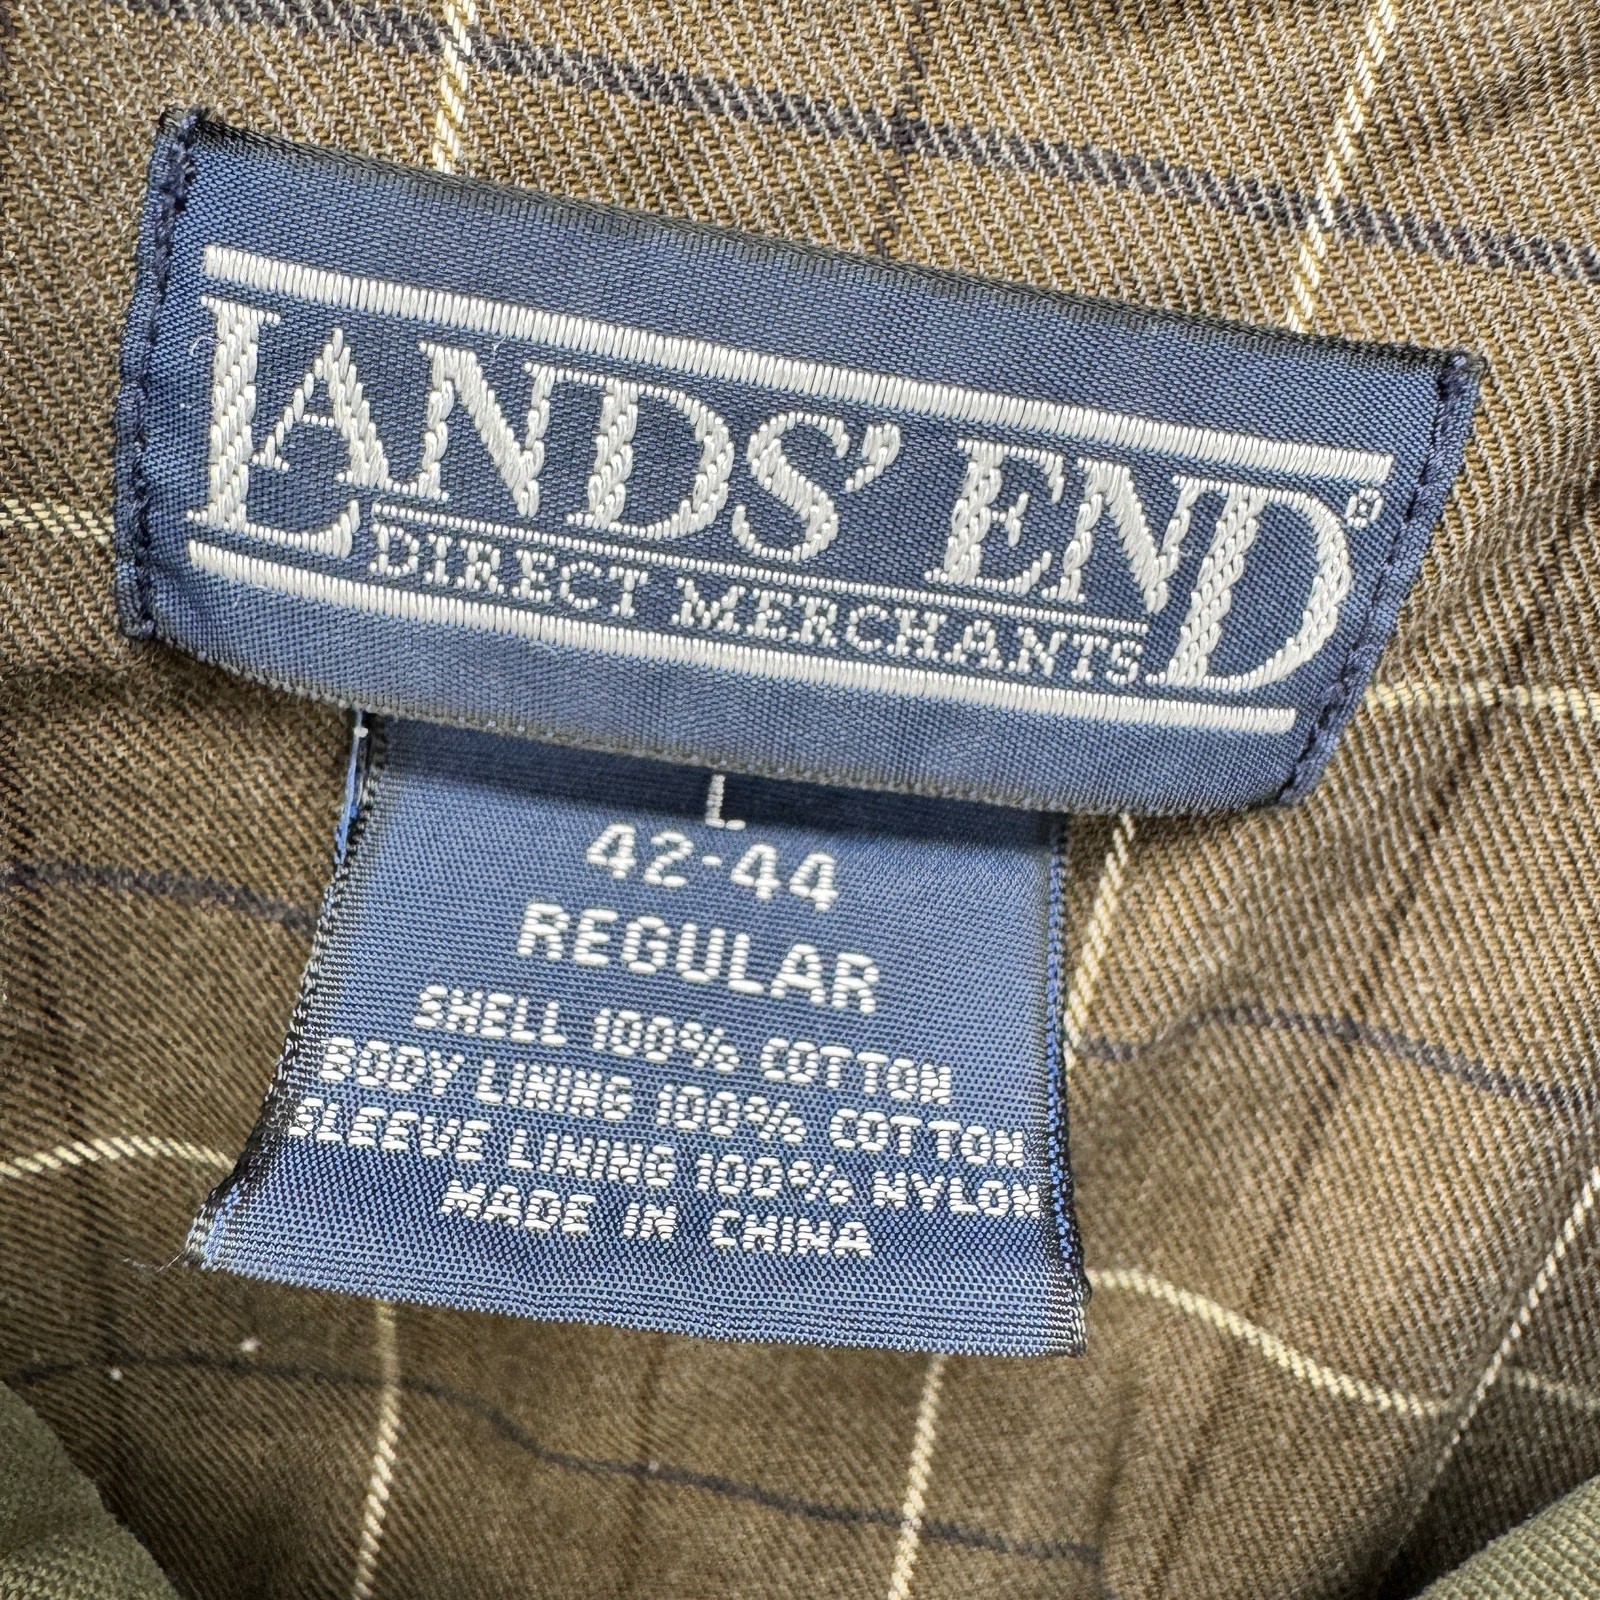 LANDS' END®
DIRECT MERCHANTS
L
42-44
REGULAR
SHELL 100% COTTON
BODY LINING 100% COTTON
SLEEVE LINING 100% NYLON
MADE IN CHINA